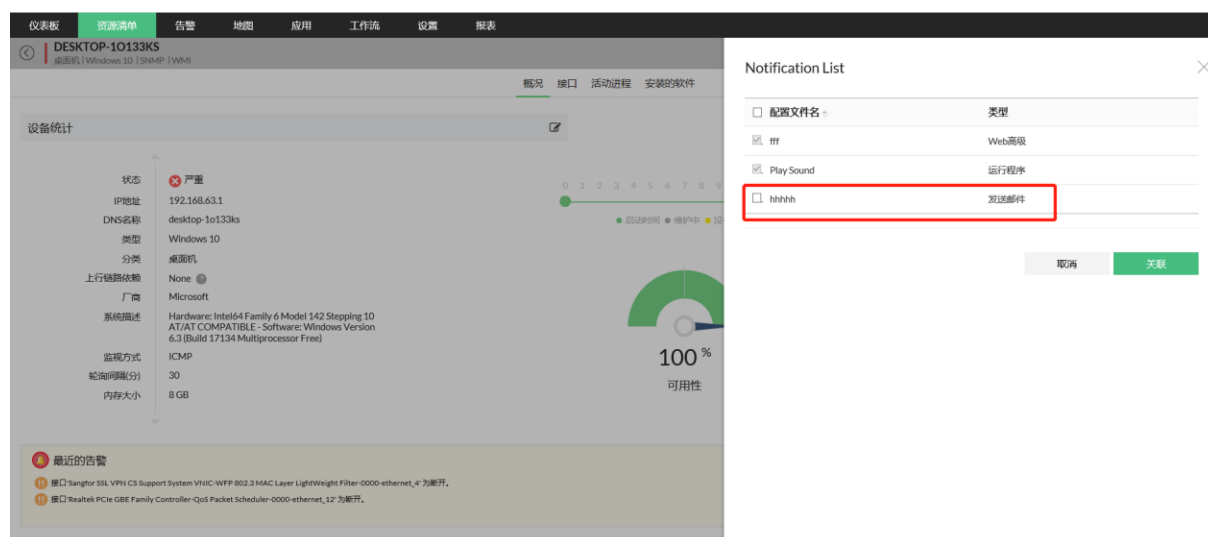 仪表板 资源清单 告警 地图 应用 工作流 设置 报表
DESKTOP-1O133KS
桌面机 | Windows 10 | SNMP | WMI
概况 接口 活动进程 安装的软件
设备统计
状态 严重
IP地址 192.168.63.1
DNS名称 desktop-1o133ks
类型 Windows 10
分类 桌面机
上行链路依赖 None
厂商 Microsoft
系统描述 Hardware: Intel64 Family 6 Model 142 Stepping 10
AT/AT COMPATIBLE - Software: Windows Version
6.3 (Build 17134 Multiprocessor Free)
监视方式 ICMP
轮询间隔(分) 30
内存大小 8 GB
0 1 2 3 4 5 6 7 8 9
启动时间 维护中
100 %
可用性
最近的告警
接口'Sangfor SSL VPN CS Support System VNIC-WFP 802.3 MAC Layer LightWeight Filter-0000-ethernet_4' 为断开。
接口'Realtek PCIe GBE Family Controller-QoS Packet Scheduler-0000-ethernet_12' 为断开。
Notification List
配置文件名 类型
fff Web高级
Play Sound 运行程序
hhhhh 发送邮件
取消 关联